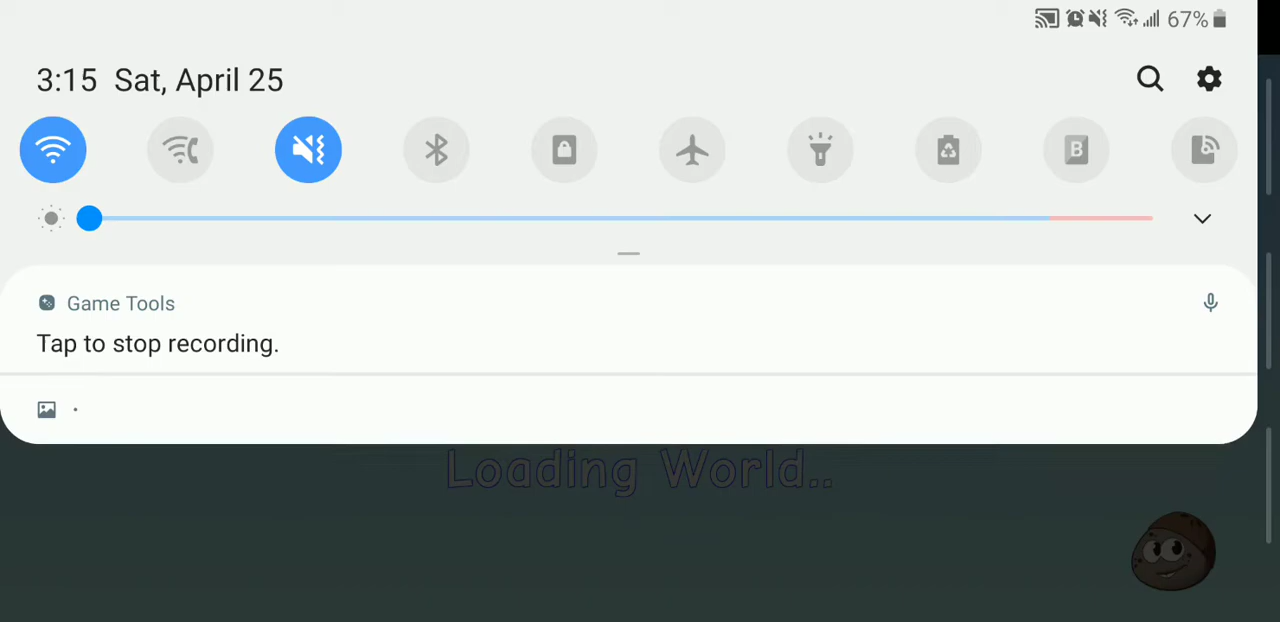 67%
3:15 Sat, April 25
B
Game Tools
Tap to stop recording.
Loading World..